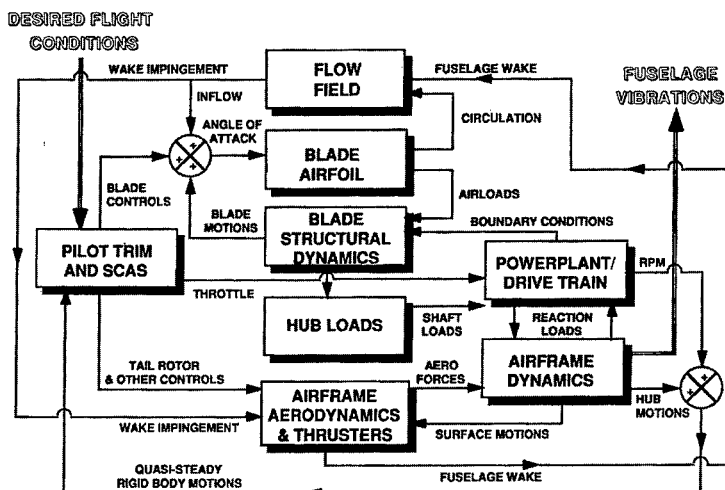 DESIRED FLIGHT
CONDITIONS
WAKE IMPINGEMENT
FLOW
FIELD
FUSELAGE WAKE
FUSELAGE
VIBRATIONS
INFLOW
CIRCULATION
ANGLE OF
ATTACK
BLADE
AIRFOIL
BLADE
CONTROLS
AIRLOADS
BLADE
MOTIONS
BLADE
STRUCTURAL
DYNAMICS
BOUNDARY CONDITIONS
PILOT TRIM
AND SCAS
POWERPLANT/
DRIVE TRAIN
RPM
THROTTLE
HUB LOADS
SHAFT
LOADS
REACTION
LOADS
TAIL ROTOR
& OTHER CONTROLS
AERO
FORCES
AIRFRAME
DYNAMICS
AIRFRAME
AERODYNAMICS
& THRUSTERS
HUB
MOTIONS
WAKE IMPINGEMENT
SURFACE MOTIONS
QUASI-STEADY
RIGID BODY MOTIONS
FUSELAGE WAKE